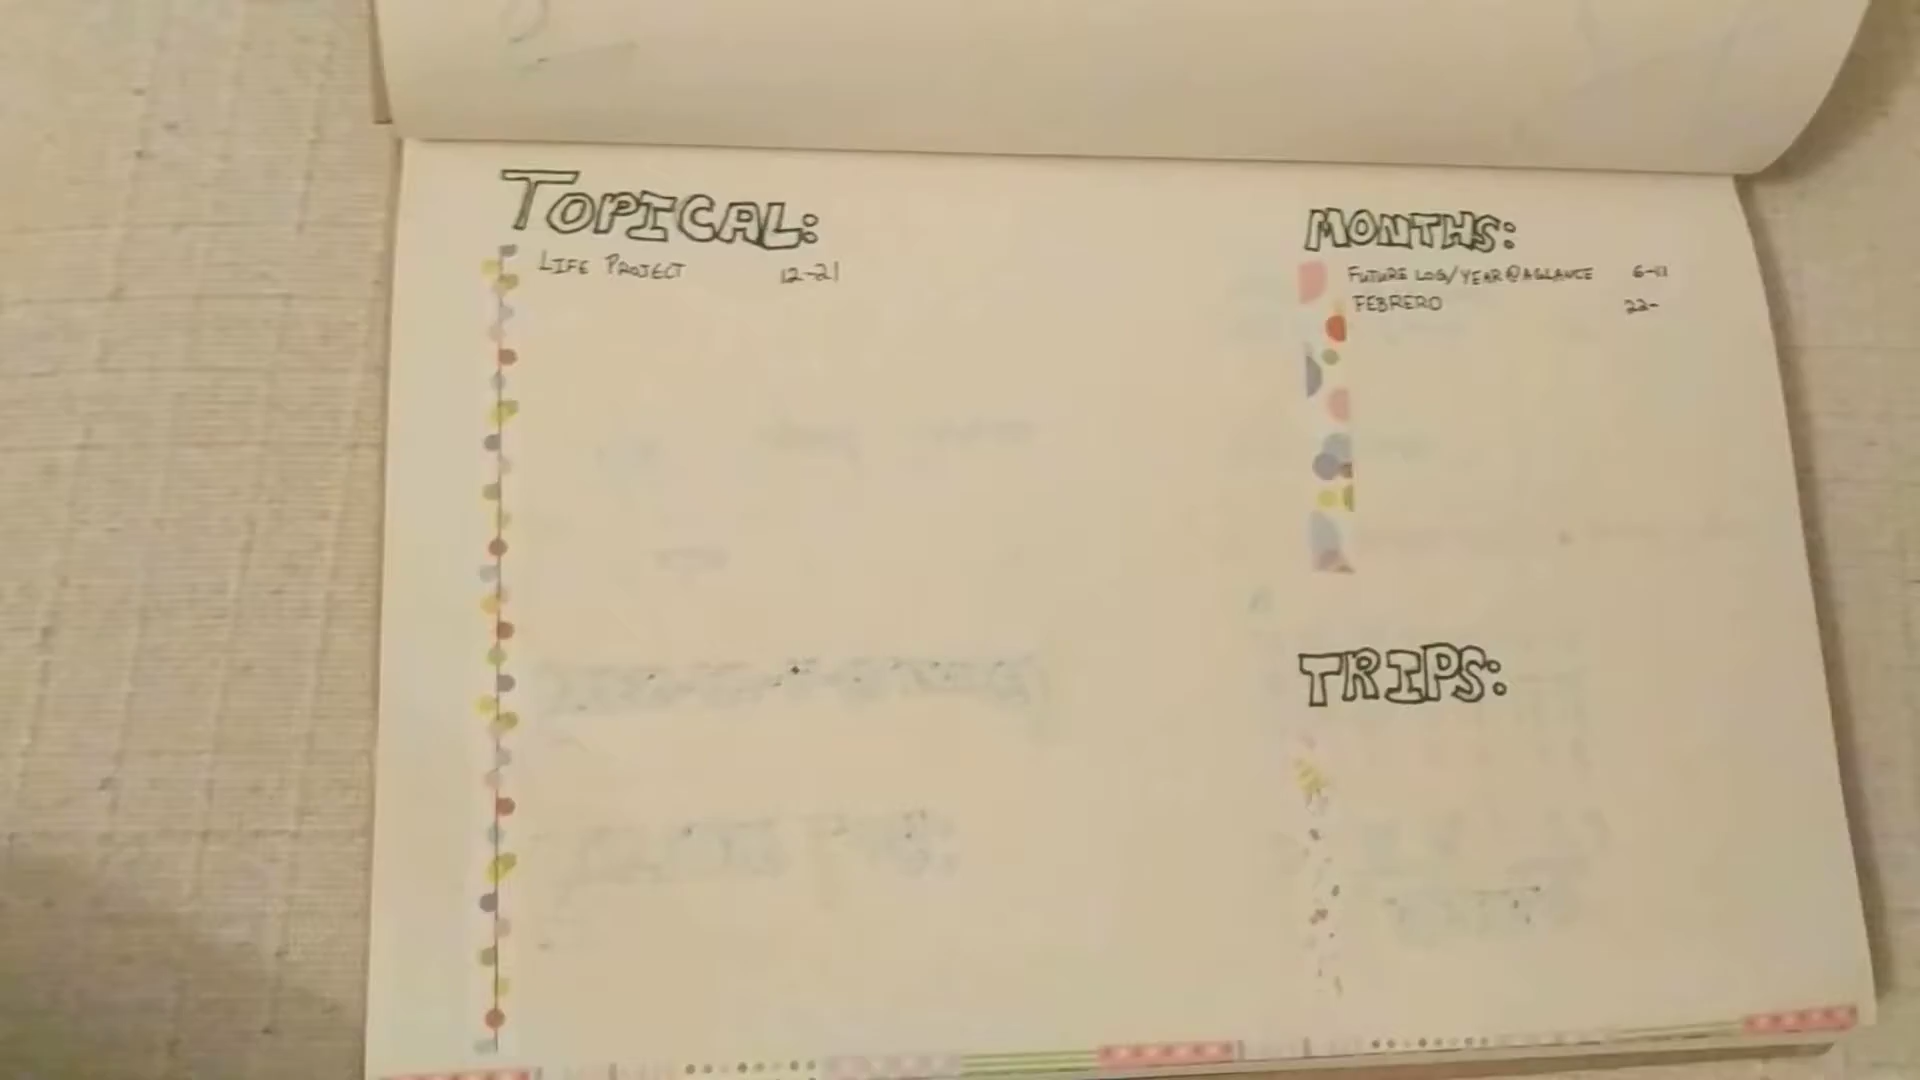 TOPICAL:
LIFE PROJECT 12-21
MONTHS:
FUTURE LOG/YEAR@AGLANCE 6-11
FEBRERO 22-
TRIPS: